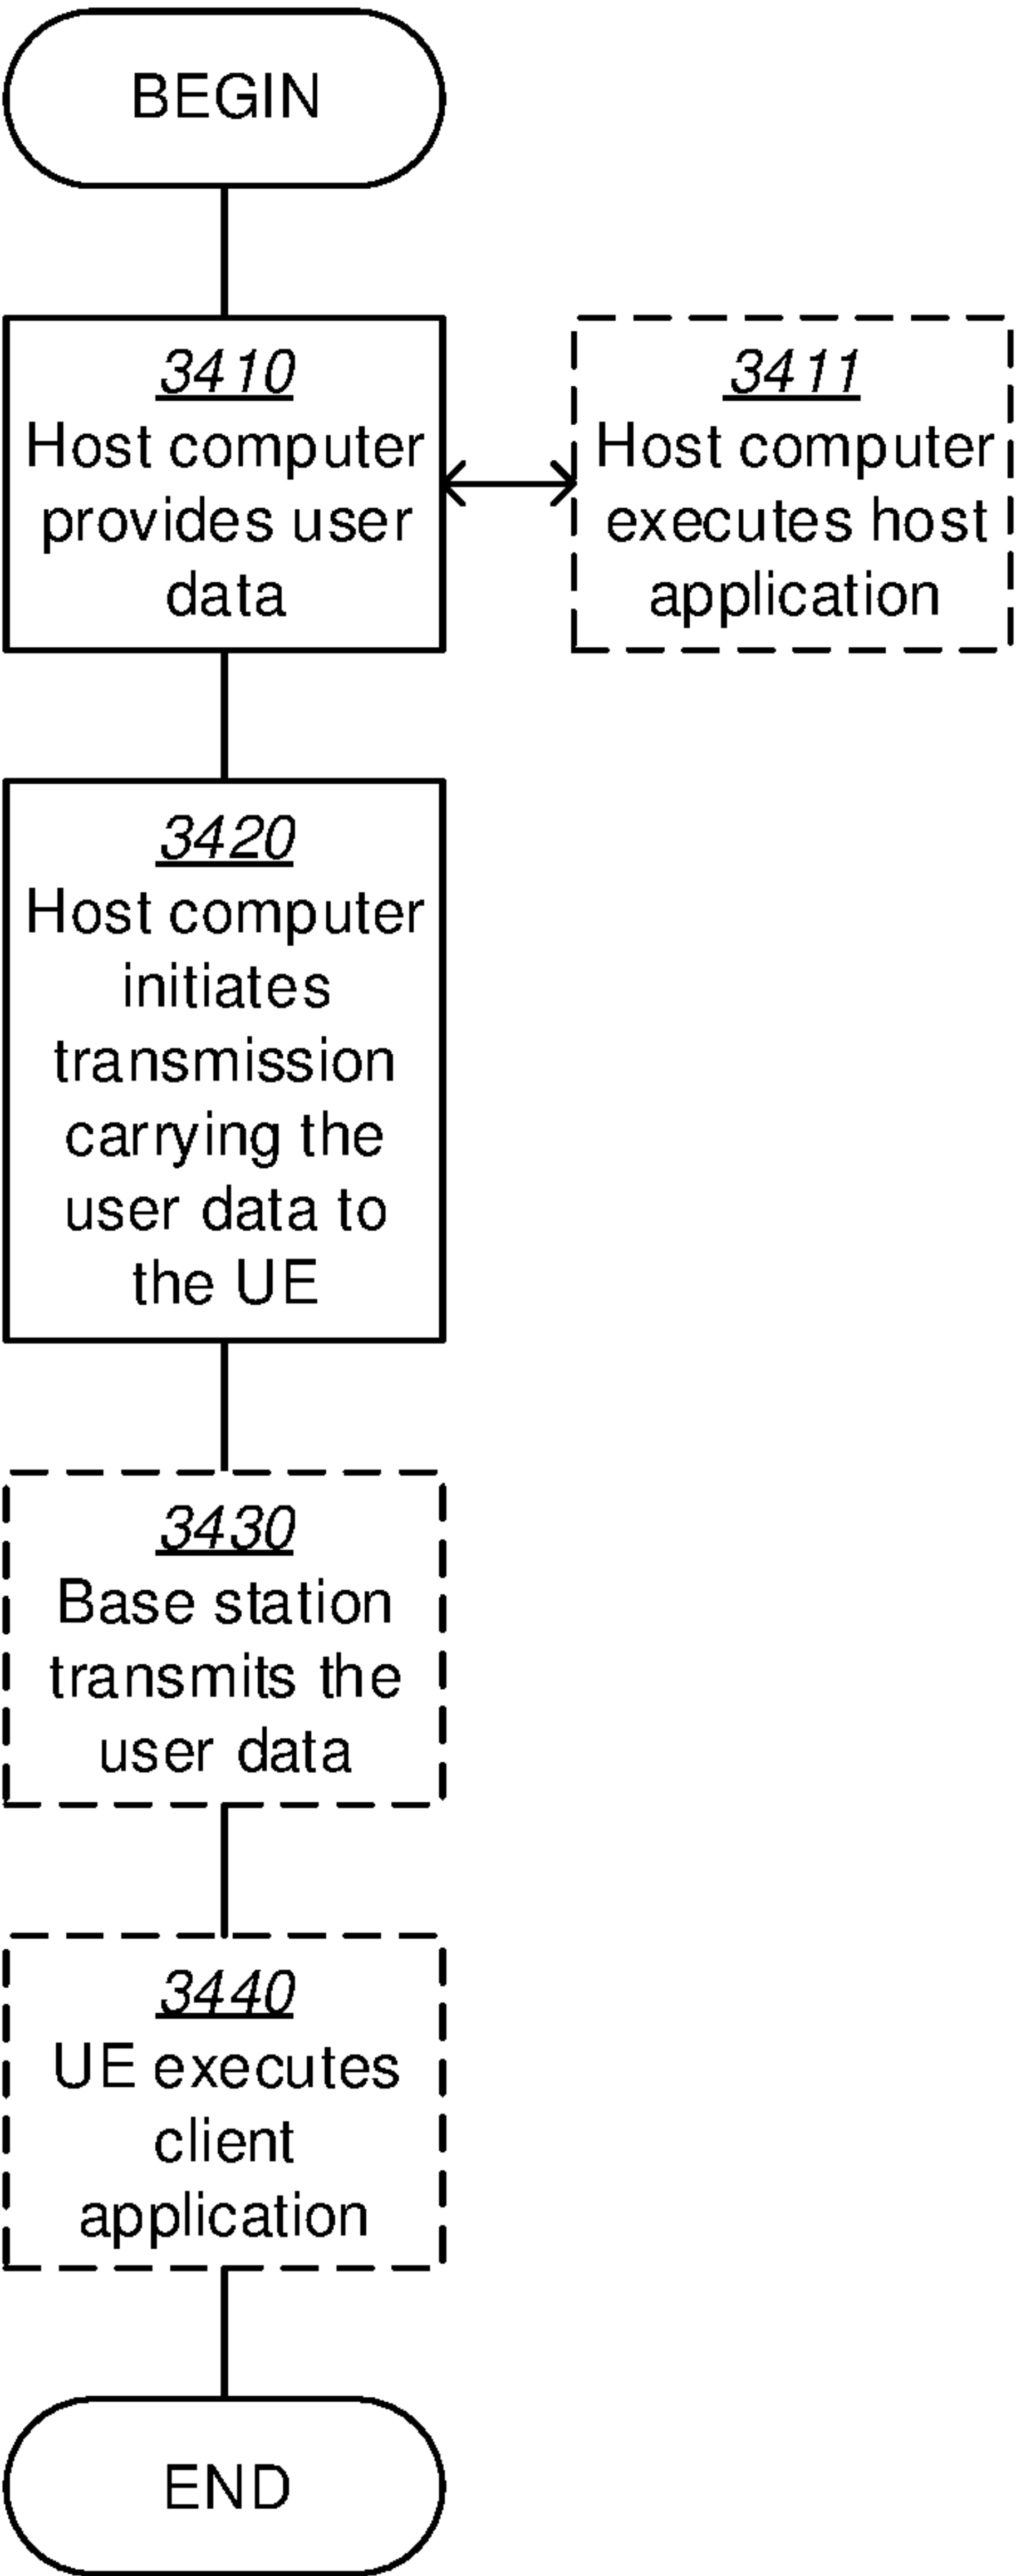 BEGIN
3410
Host computer
provides user
data
3411
Host computer
executes host
application
3420
Host computer
initiates
transmission
carrying the
user data to
the UE
3430
Base station
transmits the
user data
3440
UE executes
client
application
END